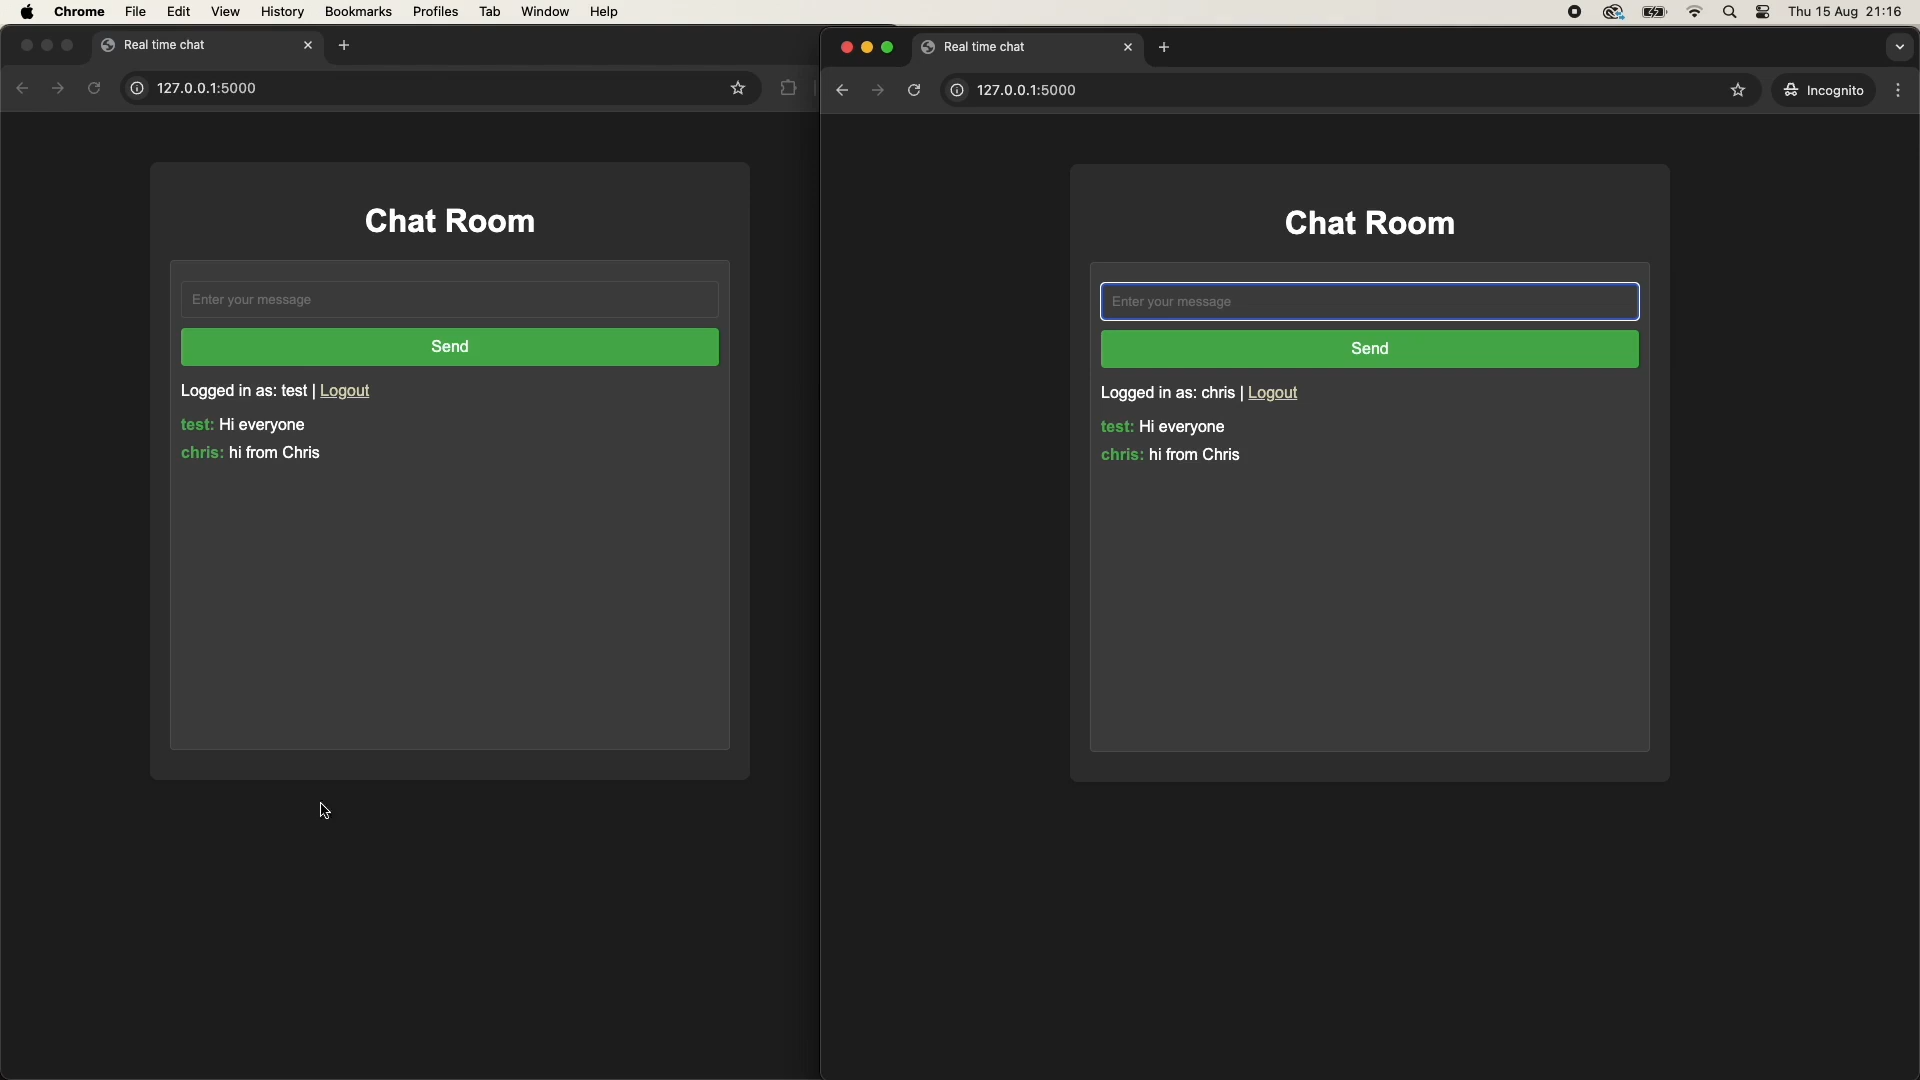 Chrome File Edit View History Bookmarks Profiles Tab Window Help Thu 15 Aug 21:16
Real time chat
127.0.0.1:5000
Chat Room
Enter your message
Send
Logged in as: test | Logout
test: Hi everyone
chris: hi from Chris
Real time chat
127.0.0.1:5000 Incognito
Chat Room
Enter your message
Send
Logged in as: chris | Logout
test: Hi everyone
chris: hi from Chris